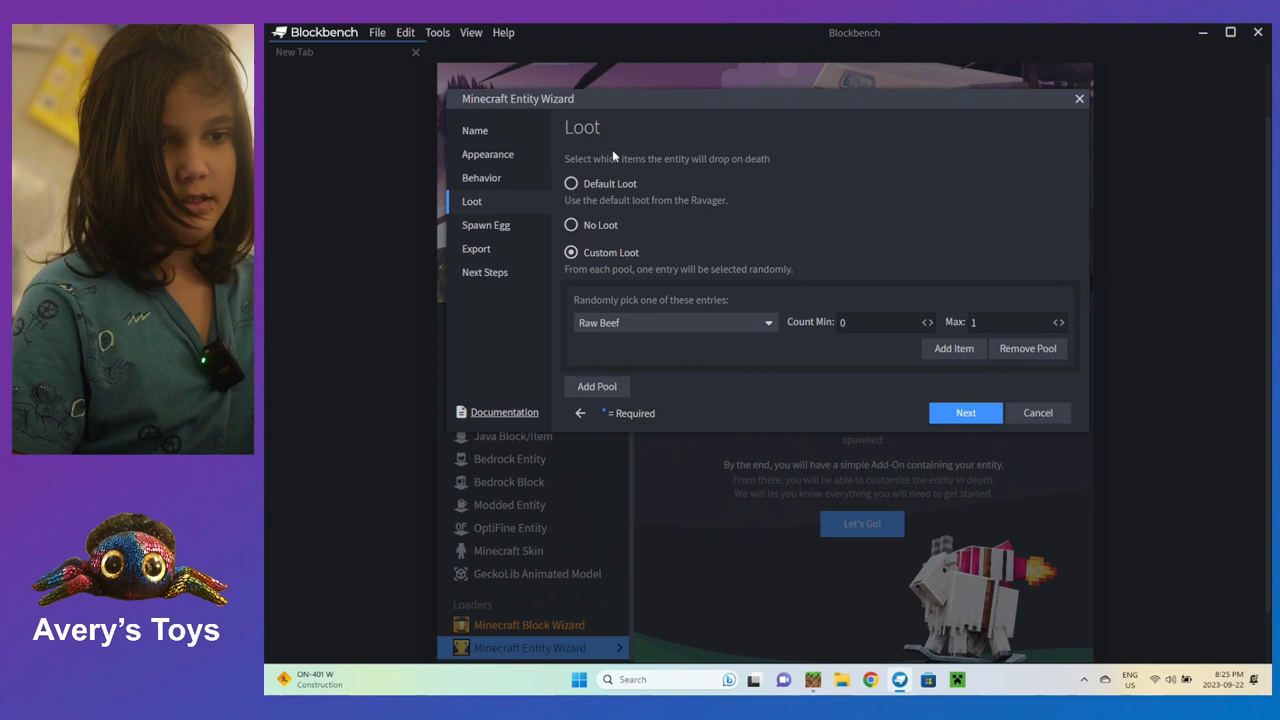 Blockbench File Edit Tools View Help Blockbench
New Tab
Minecraft Entity Wizard
Name
Appearance
Behavior
Loot
Spawn Egg
Export
Next Steps
Documentation
Loot
Select which items the entity will drop on death
Default Loot
Use the default loot from the Ravager.
No Loot
Custom Loot
From each pool, one entry will be selected randomly.
Randomly pick one of these entries:
Raw Beef Count Min: 0 Max: 1
Add Item Remove Pool
Add Pool
* = Required Next Cancel
Java Block/Item
Bedrock Entity
Bedrock Block
Modded Entity
OptiFine Entity
Minecraft Skin
GeckoLib Animated Model
Loaders
Minecraft Block Wizard
Minecraft Entity Wizard
spawned.
By the end, you will have a simple Add-On containing your entity.
From there, you will be able to customize the entity in depth.
We will let you know everything you will need to get started.
Let's Go!
Avery's Toys
ON-401 W
Construction
Search
ENG
US
8:25 PM
2023-09-22